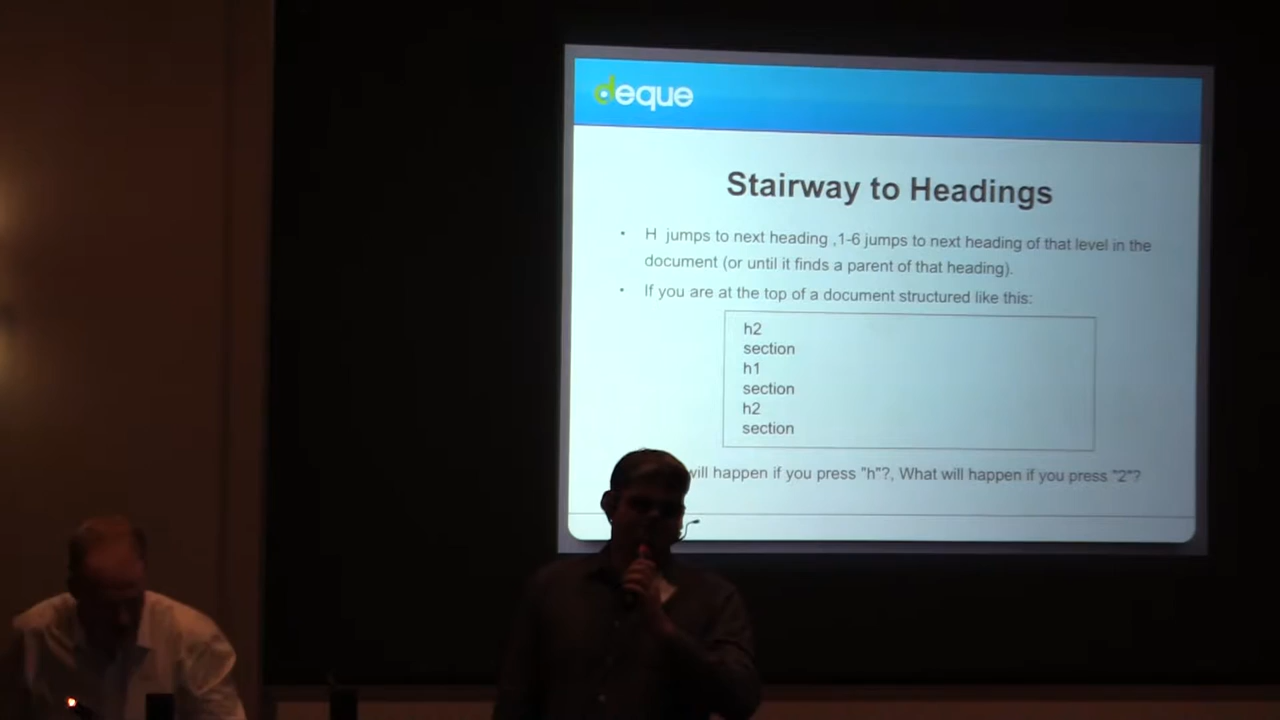 deque
Stairway to Headings
• H jumps to next heading ,1-6 jumps to next heading of that level in the
document (or until it finds a parent of that heading).
• If you are at the top of a document structured like this:
h2
section
h1
section
h2
section
will happen if you press "h"?, What will happen if you press "2"?